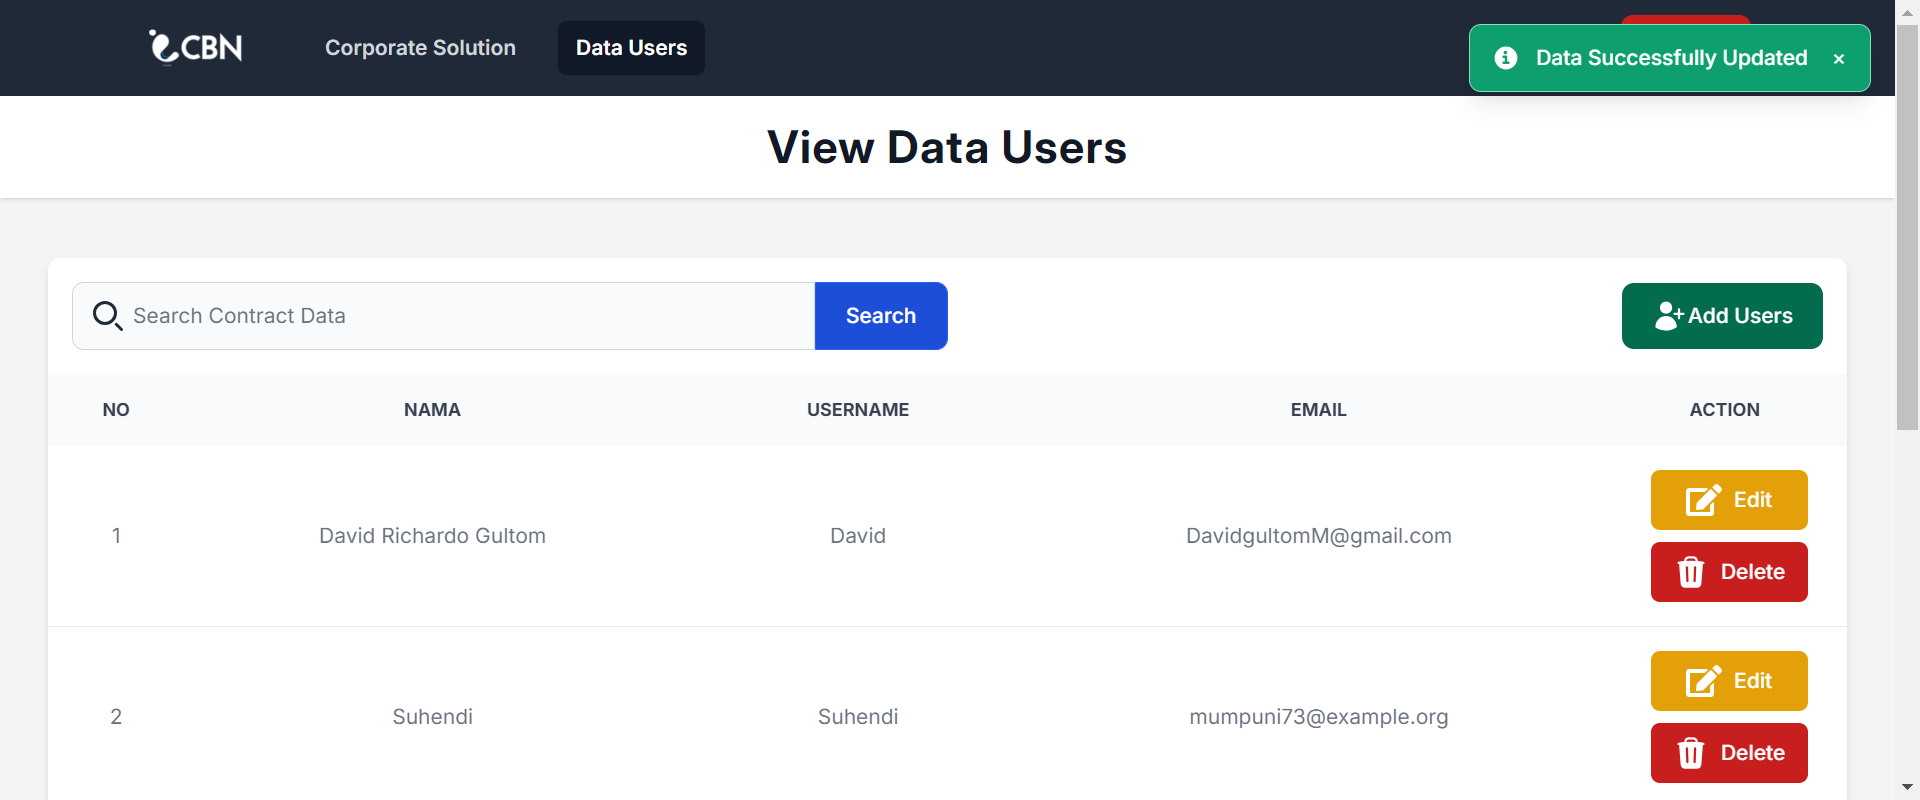 CBN
Corporate Solution
Data Users
Data Successfully Updated ×
View Data Users
Search Contract Data
Search
Add Users
NO NAMA USERNAME EMAIL ACTION
1 David Richardo Gultom David DavidgultomM@gmail.com
Edit
Delete
2 Suhendi Suhendi mumpuni73@example.org
Edit
Delete